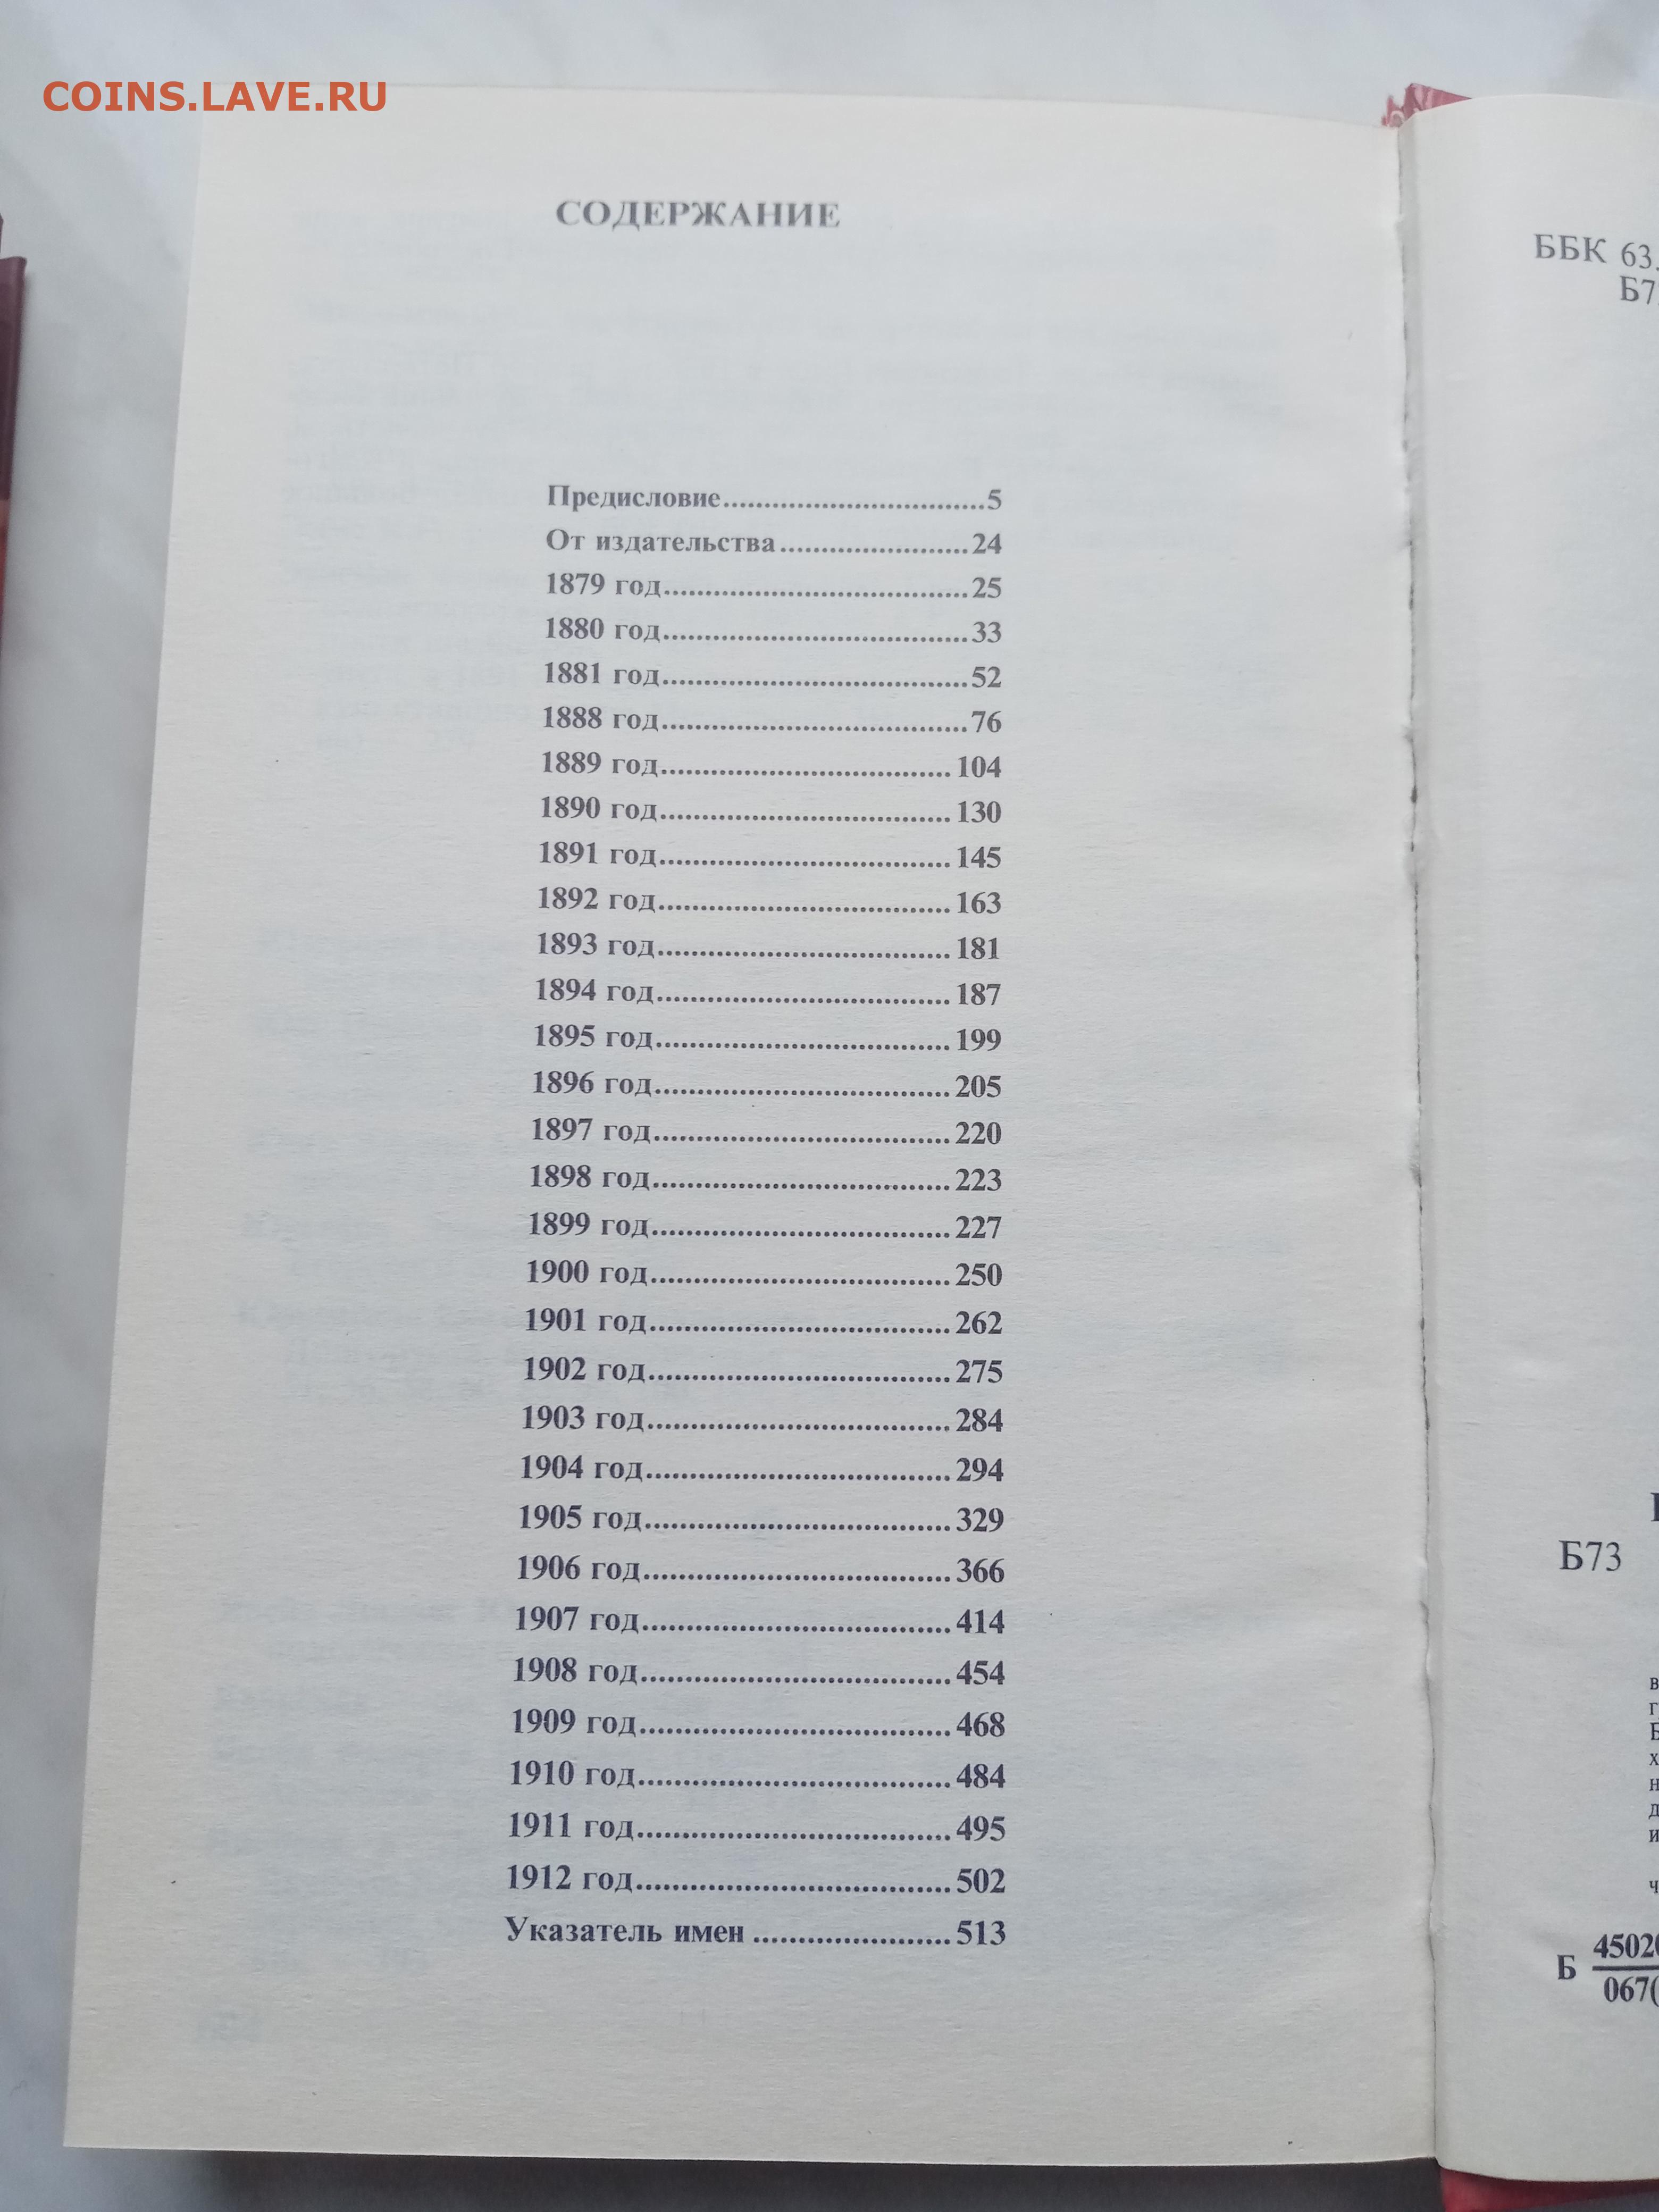 COINS.LAVE.RU
СОДЕРЖАНИЕ
Предисловие................................5
От издательства.......................24
1879 год.....................................25
1880 год.....................................33
1881 год.....................................52
1888 год.....................................76
1889 год...................................104
1890 год...................................130
1891 год...................................145
1892 год...................................163
1893 год...................................181
1894 год...................................187
1895 год...................................199
1896 год...................................205
1897 год...................................220
1898 год...................................223
1899 год...................................227
1900 год...................................250
1901 год...................................262
1902 год...................................275
1903 год...................................284
1904 год...................................294
1905 год...................................329
1906 год...................................366
1907 год...................................414
1908 год...................................454
1909 год...................................468
1910 год...................................484
1911 год...................................495
1912 год...................................502
Указатель имен .......................513
ББК 63.
Б7
Б73
в
г
х
н
д
и
ч
Б 45020
067(